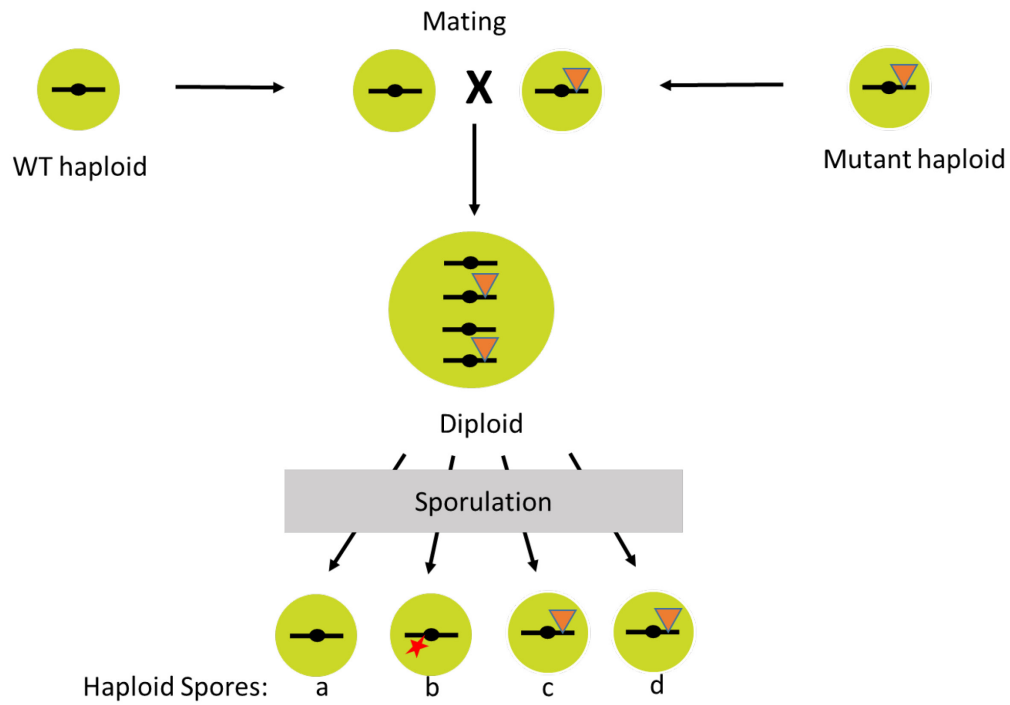 Mating
X
WT haploid
Mutant haploid
Diploid
Sporulation
Haploid Spores: a b c d